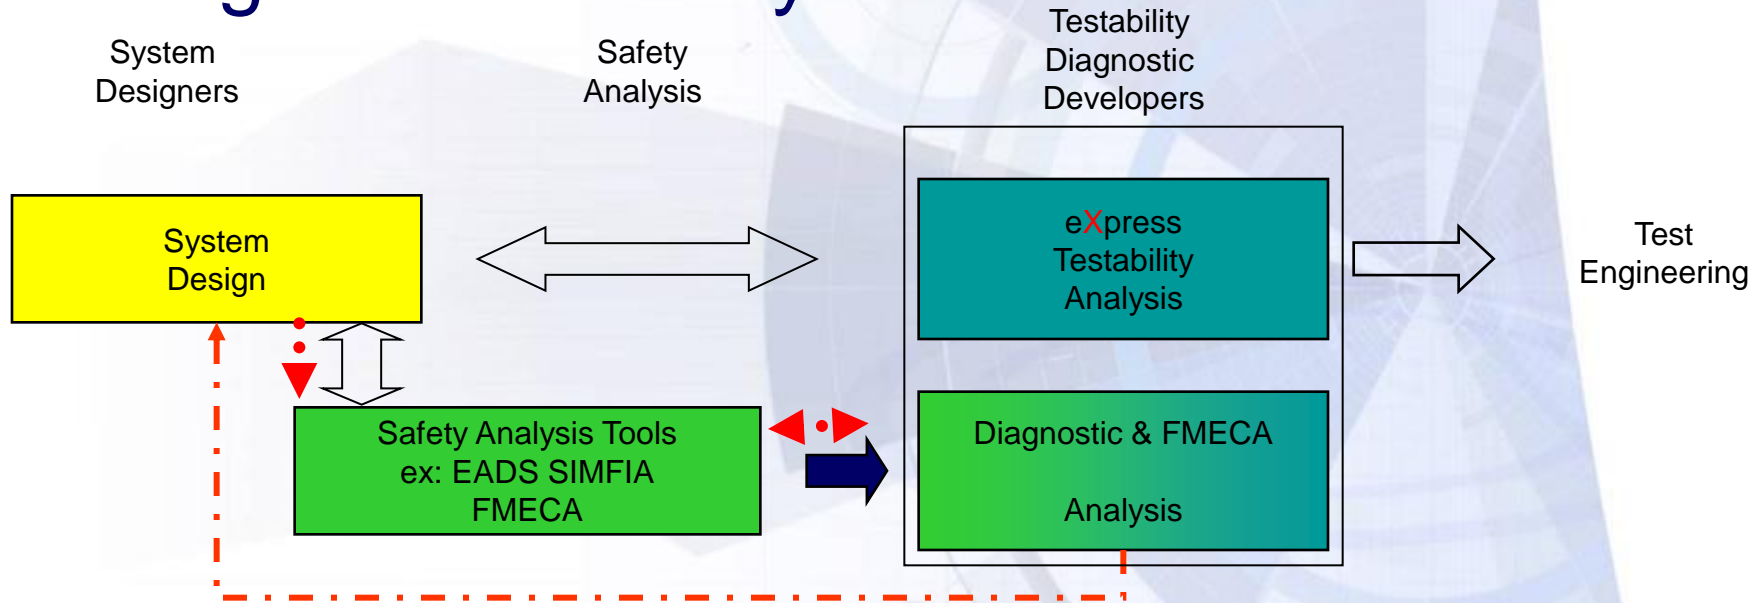 System
Designers
Safety
Analysis
Testability
Diagnostic
Developers
System
Design
eXpress
Testability
Analysis
Test
Engineering
Safety Analysis Tools
ex: EADS SIMFIA
FMECA
Diagnostic & FMECA
Analysis